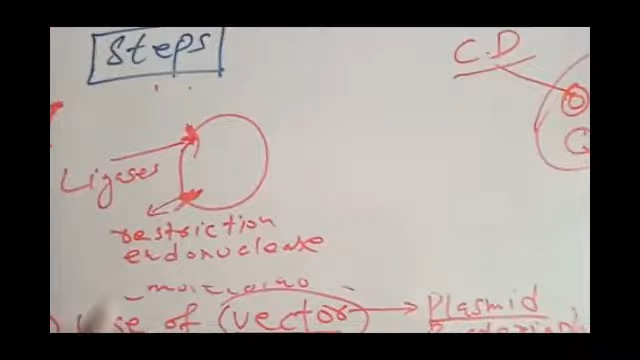 Steps
C.D
Ligases
restriction
endonuclease
use of (vector) → Plasmid